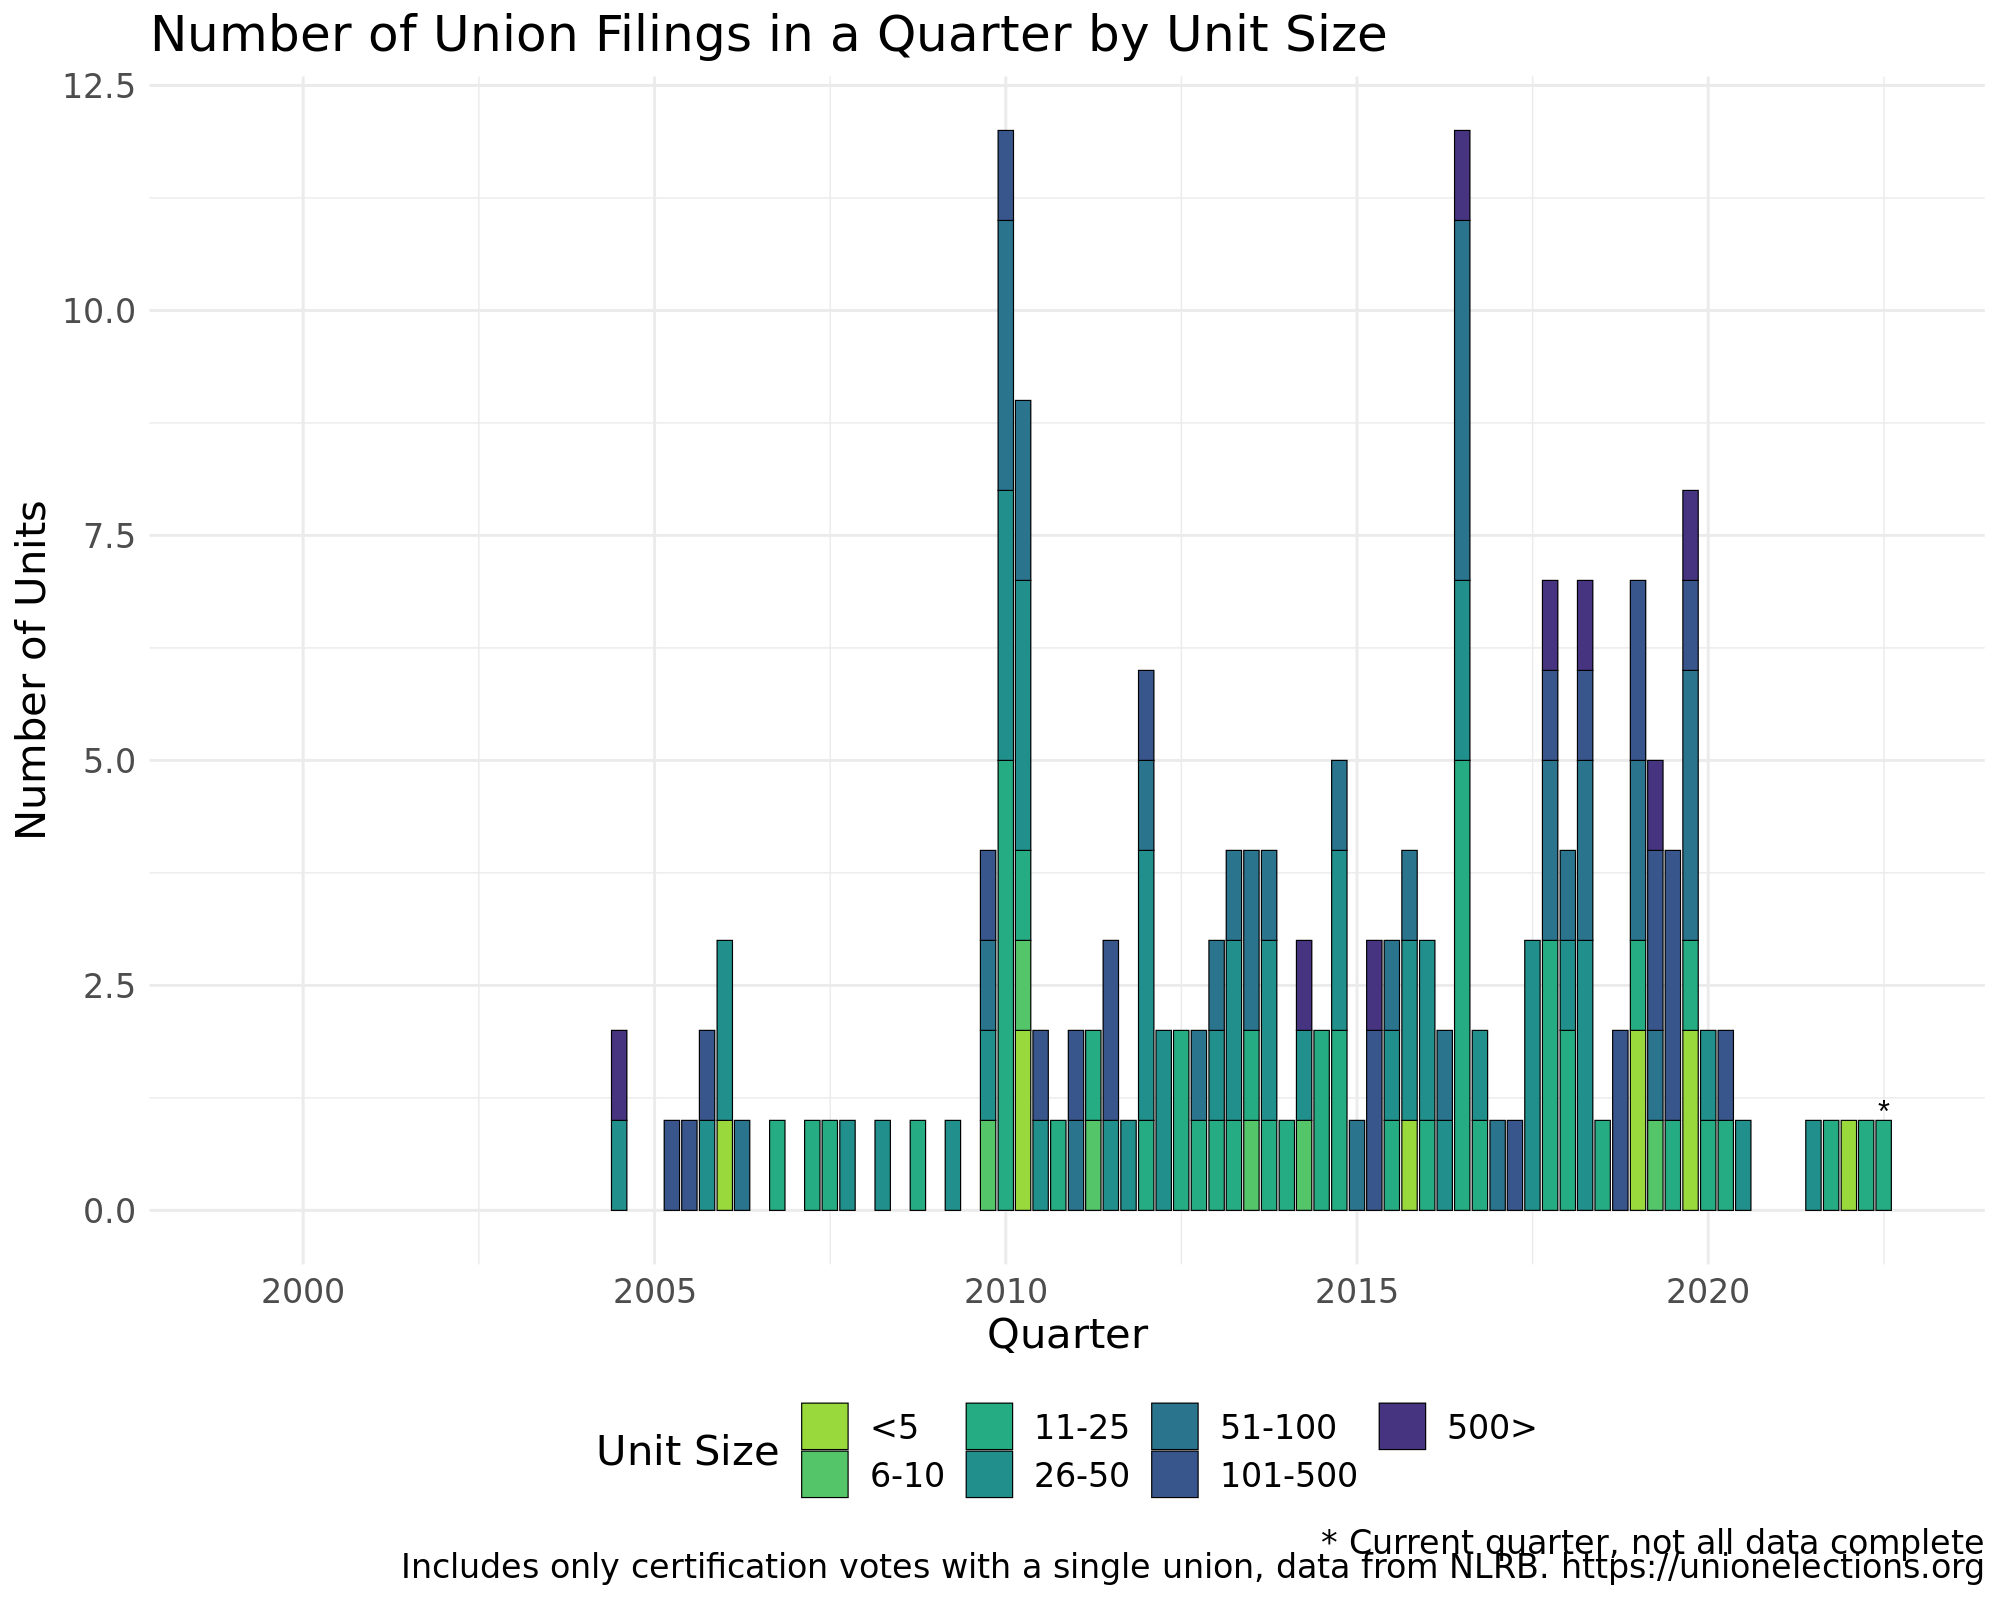 Number of Union Filings in a Quarter by Unit Size
12.5
10.0
7.5
5.0
2.5
0.0
Number of Units
*
2000 2005 2010 2015 2020
Quarter
Unit Size
<5 11-25 51-100 500>
6-10 26-50 101-500
* Current quarter, not all data complete
Includes only certification votes with a single union, data from NLRB. https://unionelections.org